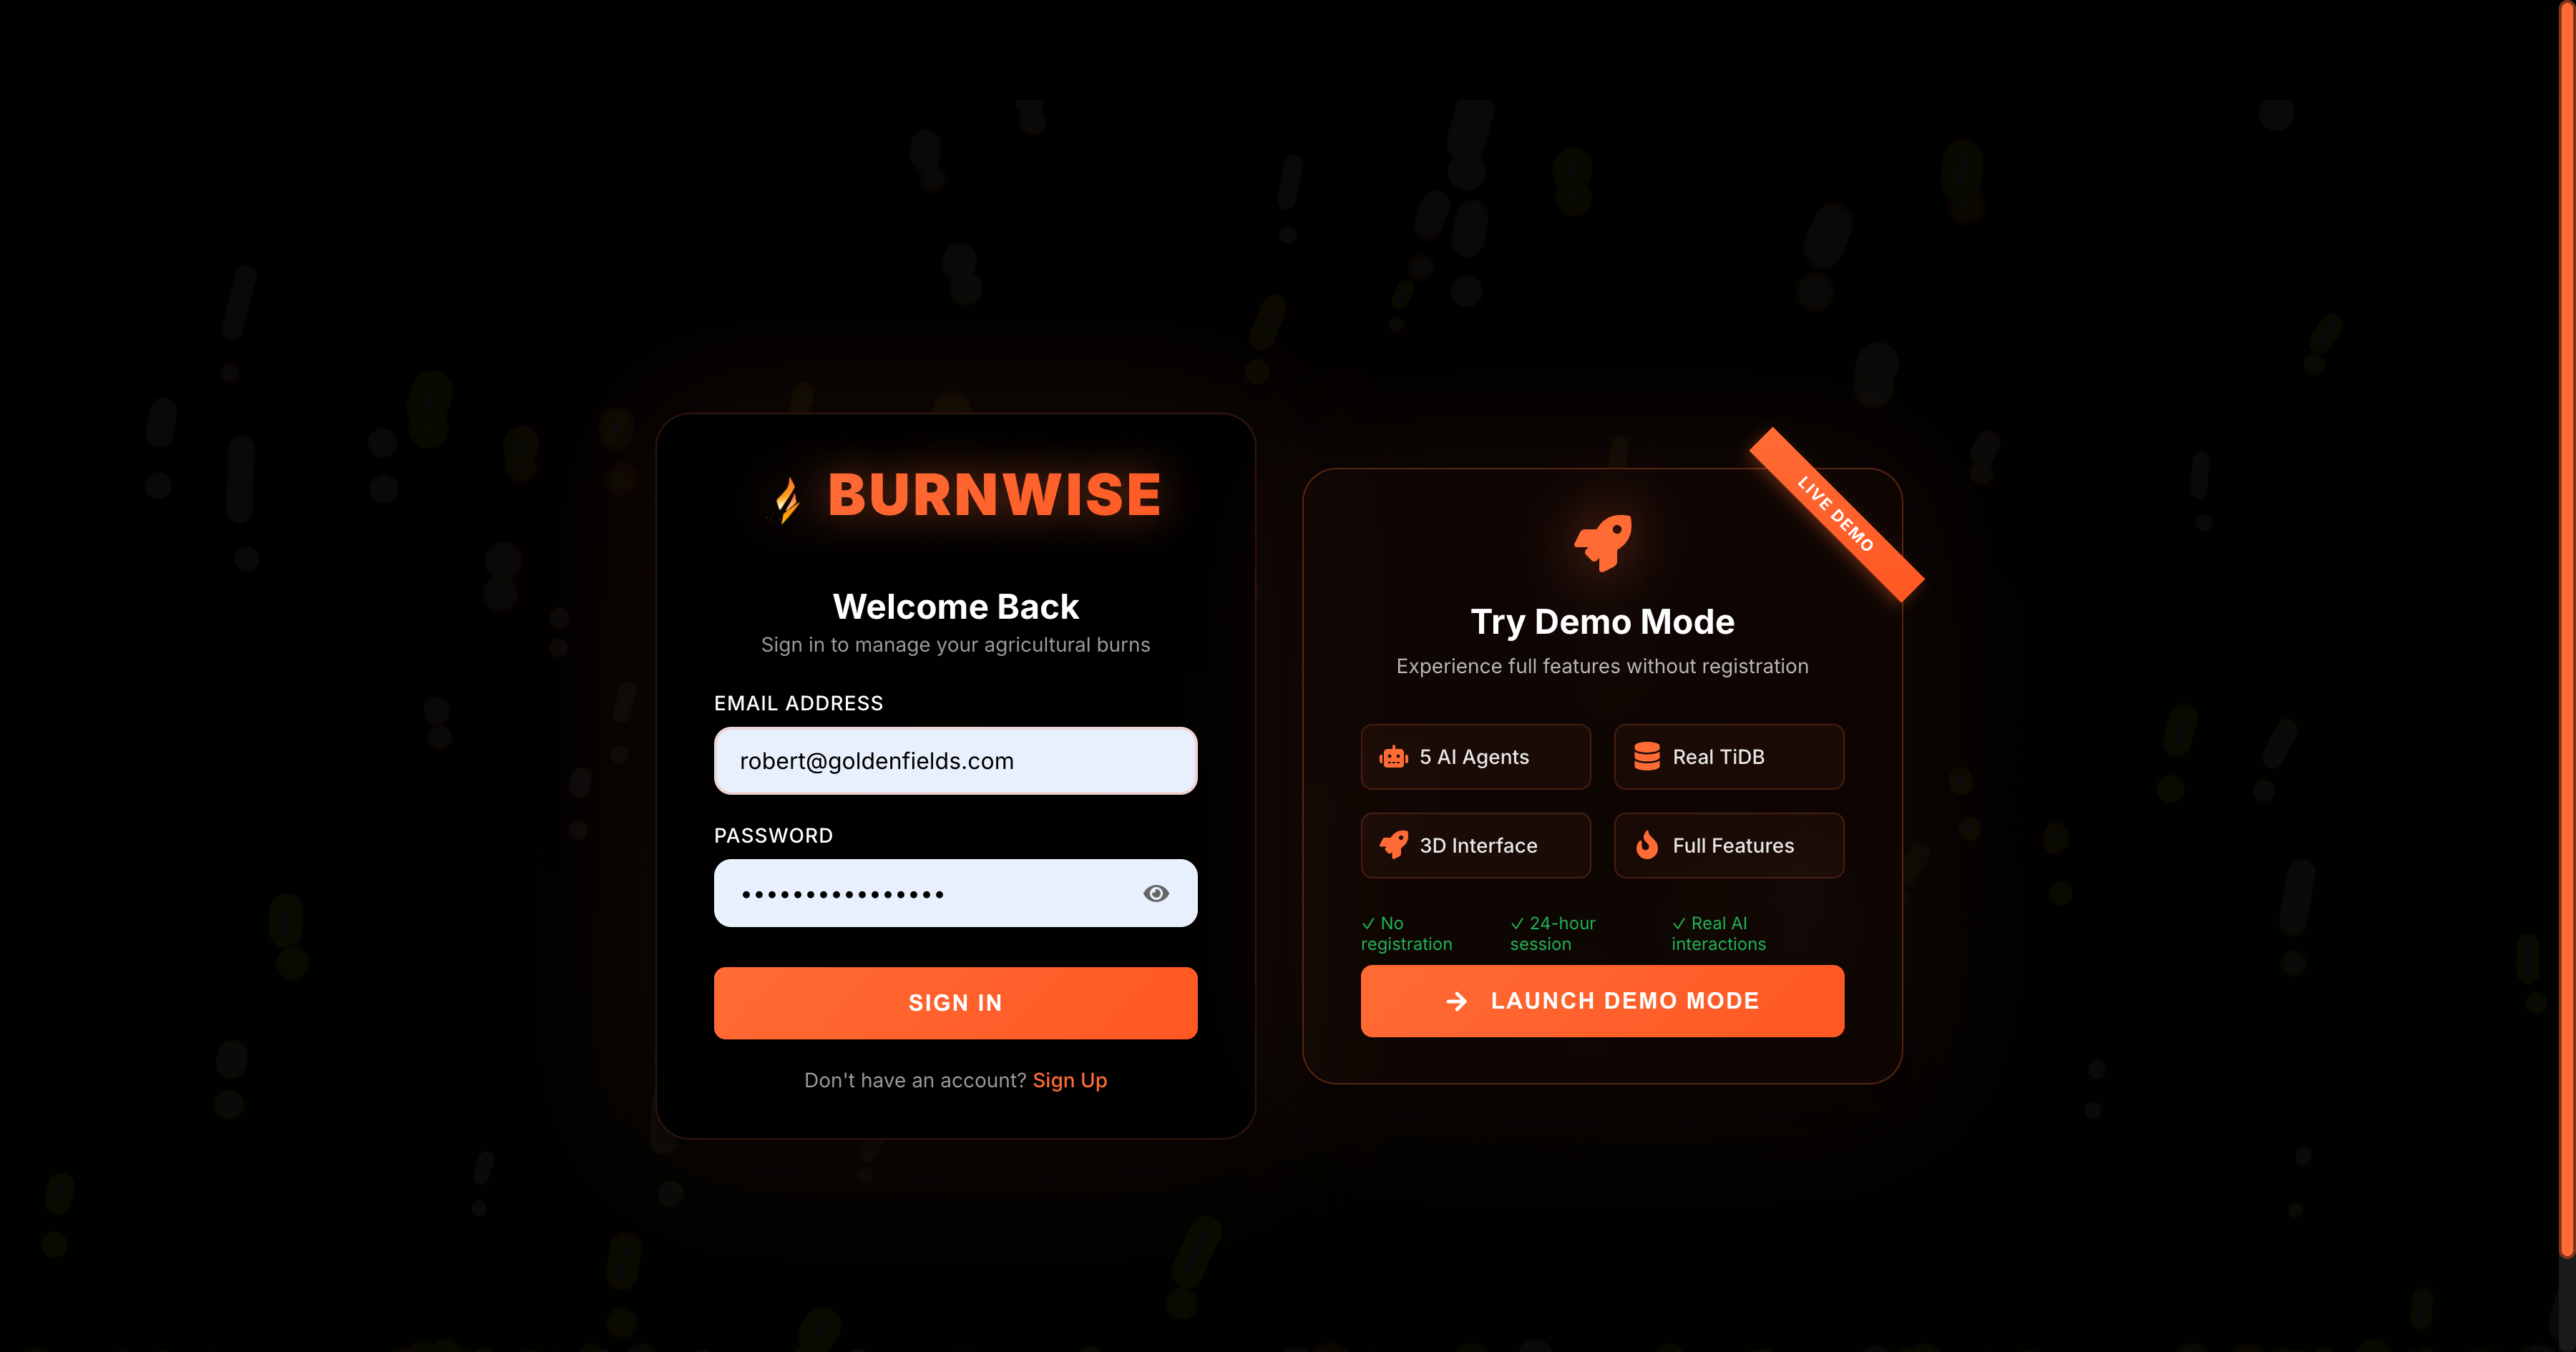 BURNWISE
Welcome Back
Sign in to manage your agricultural burns
EMAIL ADDRESS
robert@goldenfields.com
PASSWORD
••••••••••••••••
SIGN IN
Don't have an account? Sign Up
LIVE DEMO
Try Demo Mode
Experience full features without registration
5 AI Agents
Real TiDB
3D Interface
Full Features
✓ No
registration
✓ 24-hour
session
✓ Real AI
interactions
→ LAUNCH DEMO MODE